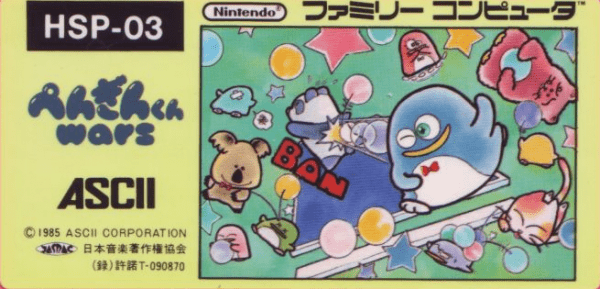 HSP-03
Nintendo®
ファミリー コンピュータ™
ぺんぎんくん
wars
ASCII
BAN
© 1985 ASCII CORPORATION
JASRAC 日本音楽著作権協会
(録)許諾T-090870